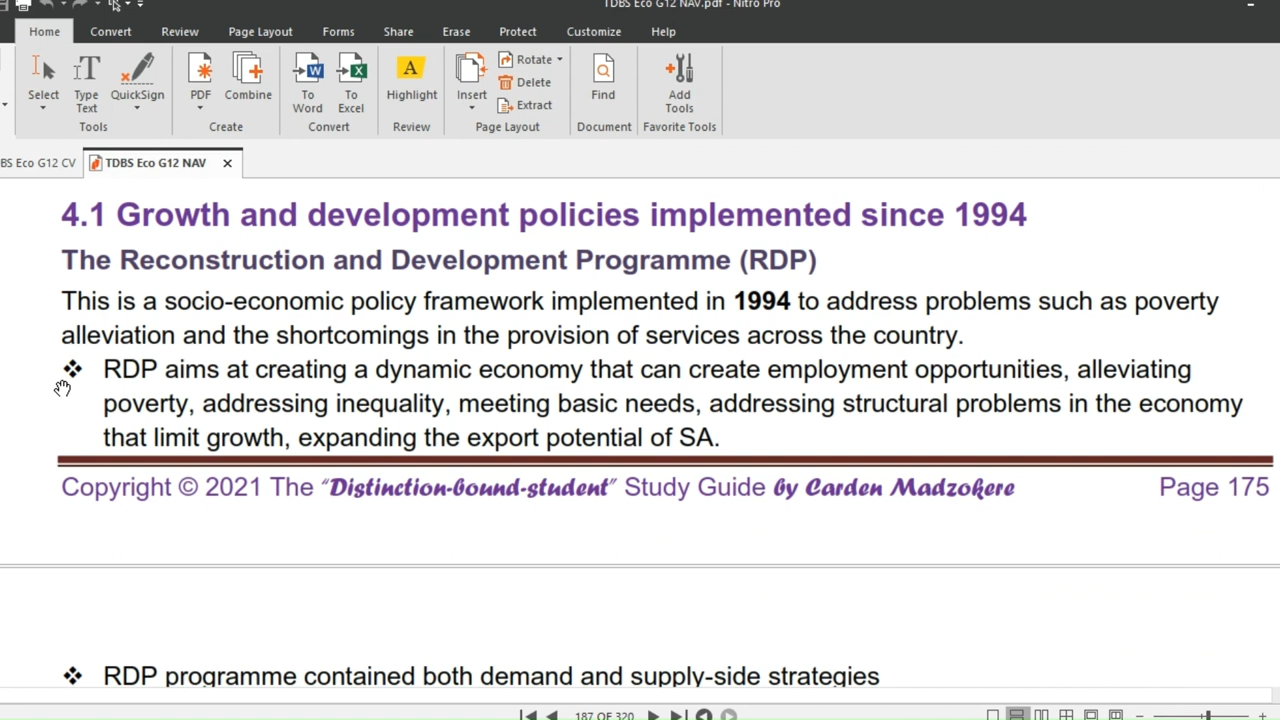 TDBS Eco G12 NAV.pdf - Nitro Pro
Home Convert Review Page Layout Forms Share Erase Protect Customize Help
Select Type Text QuickSign PDF Combine To Word To Excel Highlight Insert Rotate Delete Extract Find Add Tools
Tools Create Convert Review Page Layout Document Favorite Tools
BS Eco G12 CV TDBS Eco G12 NAV
4.1 Growth and development policies implemented since 1994
The Reconstruction and Development Programme (RDP)
This is a socio-economic policy framework implemented in 1994 to address problems such as poverty
alleviation and the shortcomings in the provision of services across the country.
❖ RDP aims at creating a dynamic economy that can create employment opportunities, alleviating
poverty, addressing inequality, meeting basic needs, addressing structural problems in the economy
that limit growth, expanding the export potential of SA.
Copyright © 2021 The "Distinction-bound-student" Study Guide by Carden Madzokere Page 175
❖ RDP programme contained both demand and supply-side strategies
187 OF 320